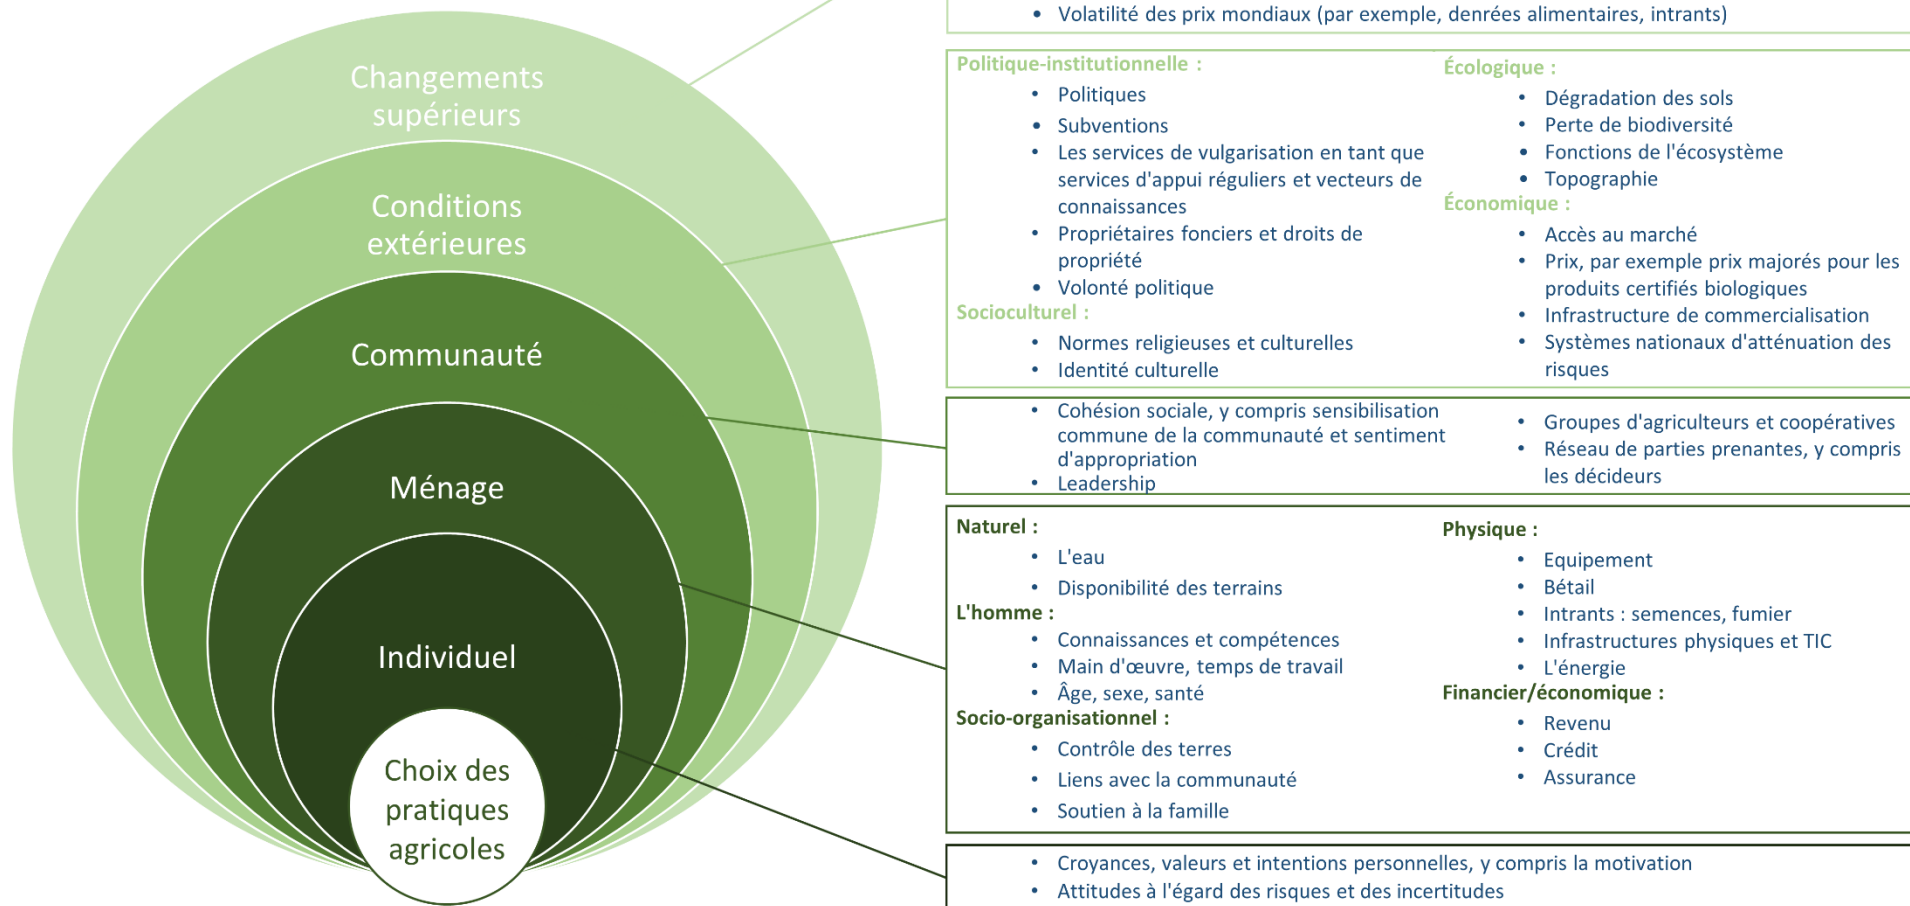 Changements
supérieurs
Conditions
extérieures
Communauté
Ménage
Individuel
Choix des
pratiques
agricoles
• Volatilité des prix mondiaux (par exemple, denrées alimentaires, intrants)
Politique-institutionnelle :
• Politiques
• Subventions
• Les services de vulgarisation en tant que
services d'appui réguliers et vecteurs de
connaissances
• Propriétaires fonciers et droits de
propriété
• Volonté politique
Socioculturel :
• Normes religieuses et culturelles
• Identité culturelle
Écologique :
• Dégradation des sols
• Perte de biodiversité
• Fonctions de l'écosystème
• Topographie
Économique :
• Accès au marché
• Prix, par exemple prix majorés pour les
produits certifiés biologiques
• Infrastructure de commercialisation
• Systèmes nationaux d'atténuation des
risques
• Cohésion sociale, y compris sensibilisation
commune de la communauté et sentiment
d'appropriation
• Leadership
• Groupes d'agriculteurs et coopératives
• Réseau de parties prenantes, y compris
les décideurs
Naturel :
• L'eau
• Disponibilité des terrains
L'homme :
• Connaissances et compétences
• Main d'œuvre, temps de travail
• Âge, sexe, santé
Socio-organisationnel :
• Contrôle des terres
• Liens avec la communauté
• Soutien à la famille
Physique :
• Equipement
• Bétail
• Intrants : semences, fumier
• Infrastructures physiques et TIC
• L'énergie
Financier/économique :
• Revenu
• Crédit
• Assurance
• Croyances, valeurs et intentions personnelles, y compris la motivation
• Attitudes à l'égard des risques et des incertitudes